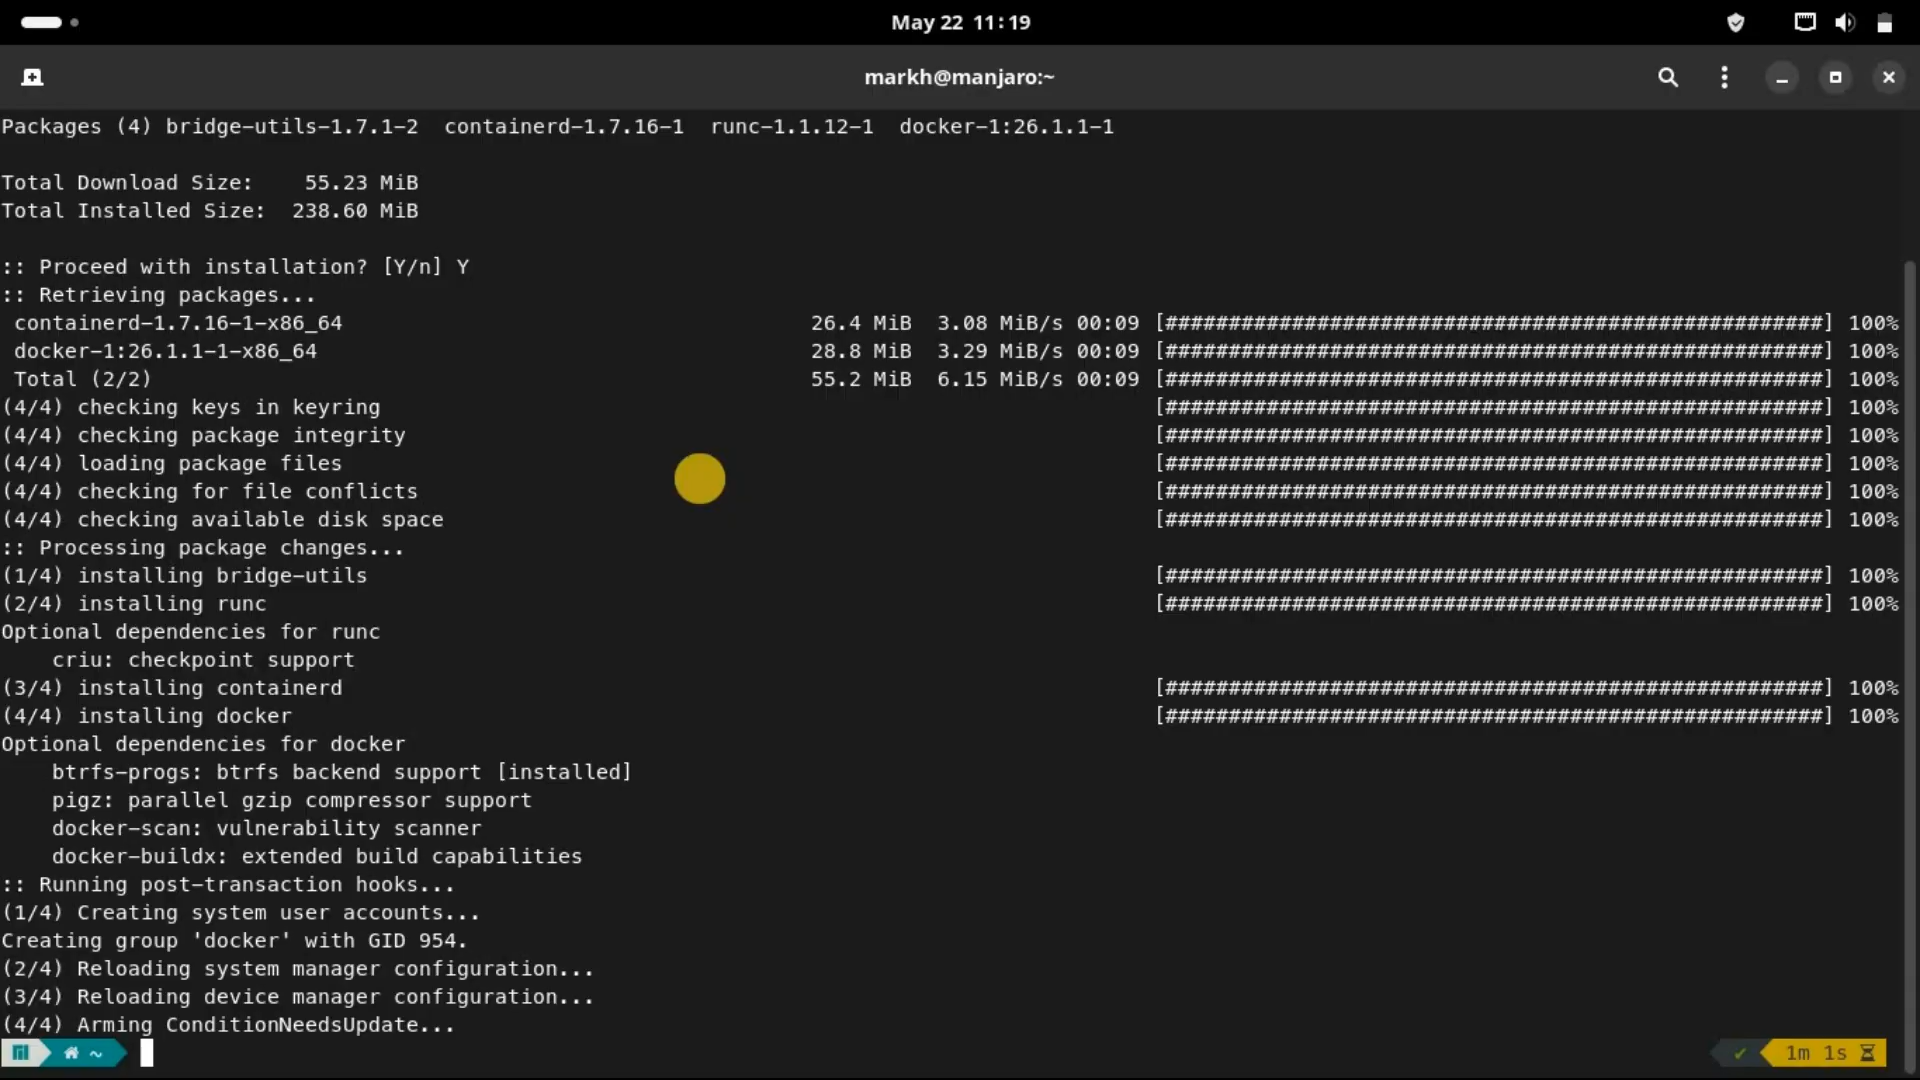 May 22 11:19
markh@manjaro:~
Packages (4) bridge-utils-1.7.1-2  containerd-1.7.16-1  runc-1.1.12-1  docker-1:26.1.1-1
Total Download Size:    55.23 MiB
Total Installed Size:  238.60 MiB
:: Proceed with installation? [Y/n] Y
:: Retrieving packages...
containerd-1.7.16-1-x86_64 26.4 MiB 3.08 MiB/s 00:09 [####################################################] 100%
docker-1:26.1.1-1-x86_64 28.8 MiB 3.29 MiB/s 00:09 [####################################################] 100%
Total (2/2) 55.2 MiB 6.15 MiB/s 00:09 [####################################################] 100%
(4/4) checking keys in keyring [####################################################] 100%
(4/4) checking package integrity [####################################################] 100%
(4/4) loading package files [####################################################] 100%
(4/4) checking for file conflicts [####################################################] 100%
(4/4) checking available disk space [####################################################] 100%
:: Processing package changes...
(1/4) installing bridge-utils [####################################################] 100%
(2/4) installing runc [####################################################] 100%
Optional dependencies for runc
criu: checkpoint support
(3/4) installing containerd [####################################################] 100%
(4/4) installing docker [####################################################] 100%
Optional dependencies for docker
btrfs-progs: btrfs backend support [installed]
pigz: parallel gzip compressor support
docker-scan: vulnerability scanner
docker-buildx: extended build capabilities
:: Running post-transaction hooks...
(1/4) Creating system user accounts...
Creating group 'docker' with GID 954.
(2/4) Reloading system manager configuration...
(3/4) Reloading device manager configuration...
(4/4) Arming ConditionNeedsUpdate...
~ ✔ 1m 1s